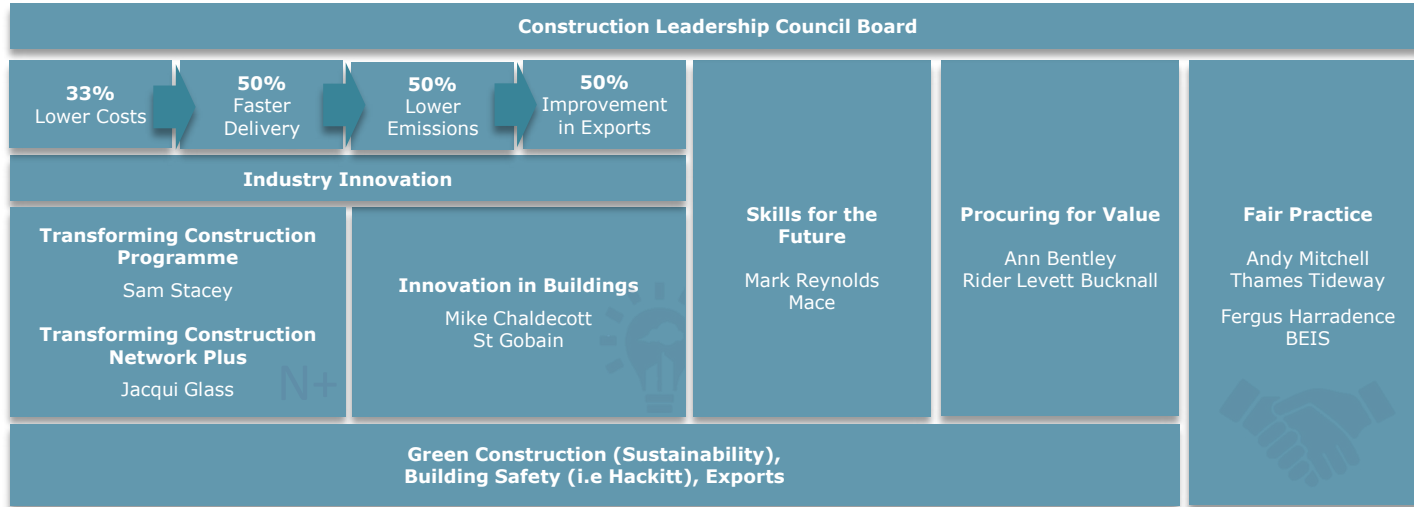 Construction Leadership Council Board
33%
Lower Costs
50%
Faster
Delivery
50%
Lower
Emissions
50%
Improvement
in Exports
Industry Innovation
Transforming Construction
Programme
Sam Stacey
Transforming Construction
Network Plus
Jacqui Glass
N+
Innovation in Buildings
Mike Chaldecott
St Gobain
Skills for the
Future
Mark Reynolds
Mace
Procuring for Value
Ann Bentley
Rider Levett Bucknall
Fair Practice
Andy Mitchell
Thames Tideway
Fergus Harradence
BEIS
Green Construction (Sustainability),
Building Safety (i.e Hackitt), Exports